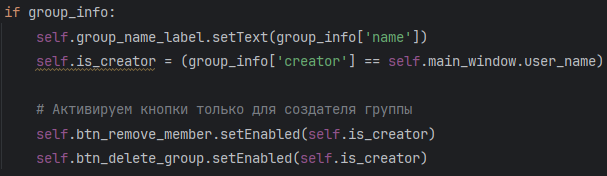 if group_info:
self.group_name_label.setText(group_info['name'])
self.is_creator = (group_info['creator'] == self.main_window.user_name)
# Активируем кнопки только для создателя группы
self.btn_remove_member.setEnabled(self.is_creator)
self.btn_delete_group.setEnabled(self.is_creator)